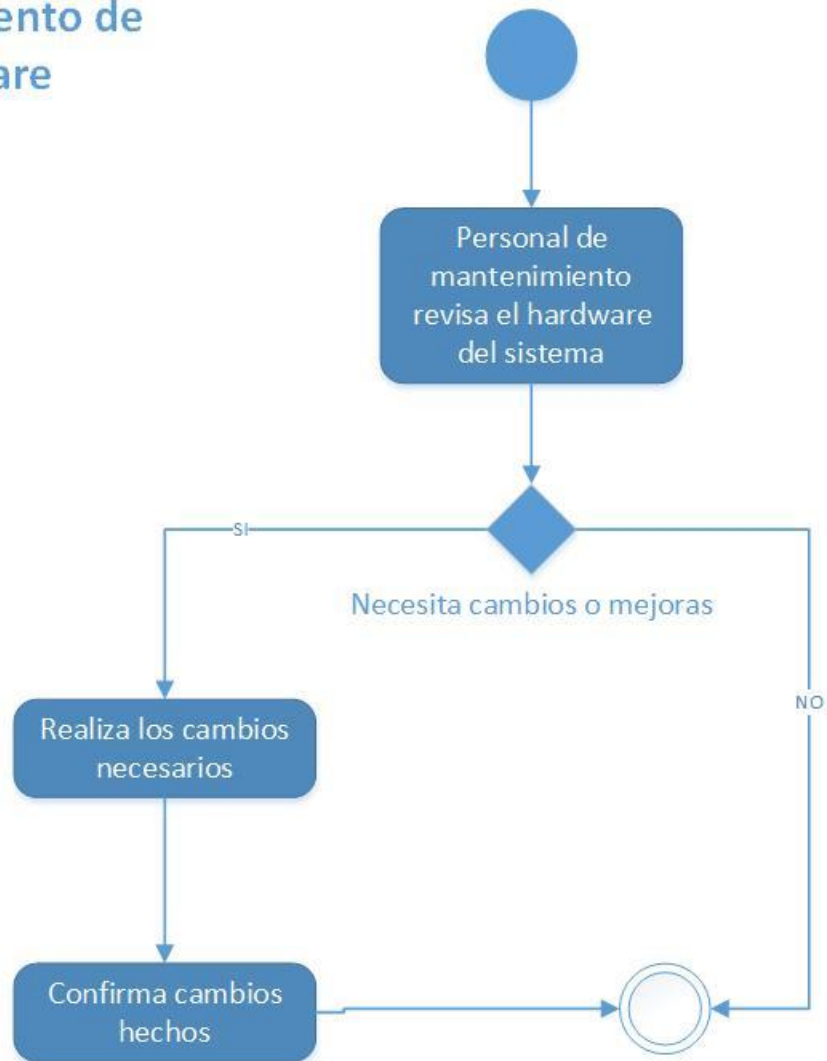 ento de
are
Personal de
mantenimiento
revisa el hardware
del sistema
SI
Necesita cambios o mejoras
NO
Realiza los cambios
necesarios
Confirma cambios
hechos